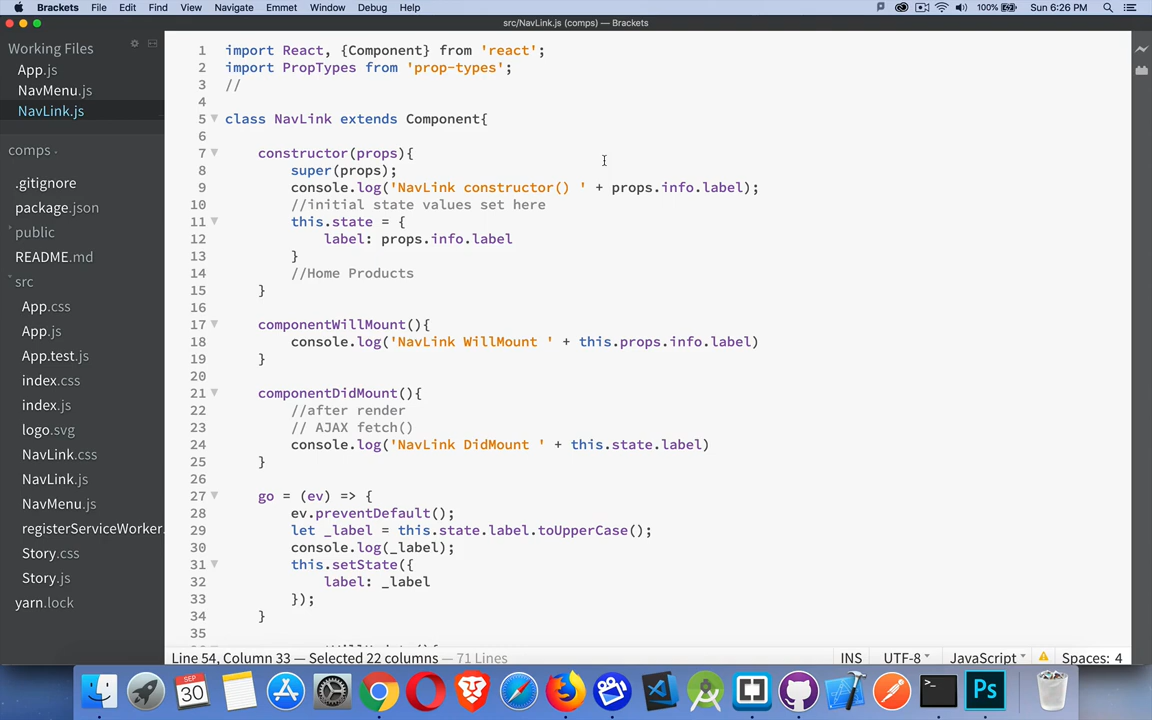 Brackets File Edit Find View Navigate Emmet Window Debug Help 100% Sun 6:26 PM
src/NavLink.js (comps) — Brackets
Working Files
App.js
NavMenu.js
NavLink.js
comps
.gitignore
package.json
public
README.md
src
App.css
App.js
App.test.js
index.css
index.js
logo.svg
NavLink.css
NavLink.js
NavMenu.js
registerServiceWorker.
Story.css
Story.js
yarn.lock
1 import React, {Component} from 'react';
2 import PropTypes from 'prop-types';
3 //
4
5 class NavLink extends Component{
6
7 constructor(props){
8 super(props);
9 console.log('NavLink constructor() ' + props.info.label);
10 //initial state values set here
11 this.state = {
12 label: props.info.label
13 }
14 //Home Products
15 }
16
17 componentWillMount(){
18 console.log('NavLink WillMount ' + this.props.info.label)
19 }
20
21 componentDidMount(){
22 //after render
23 // AJAX fetch()
24 console.log('NavLink DidMount ' + this.state.label)
25 }
26
27 go = (ev) => {
28 ev.preventDefault();
29 let _label = this.state.label.toUpperCase();
30 console.log(_label);
31 this.setState({
32 label: _label
33 });
34 }
35
Line 54, Column 33 — Selected 22 columns — 71 Lines
INS UTF-8 JavaScript Spaces: 4
SEP
30
>_
Ps